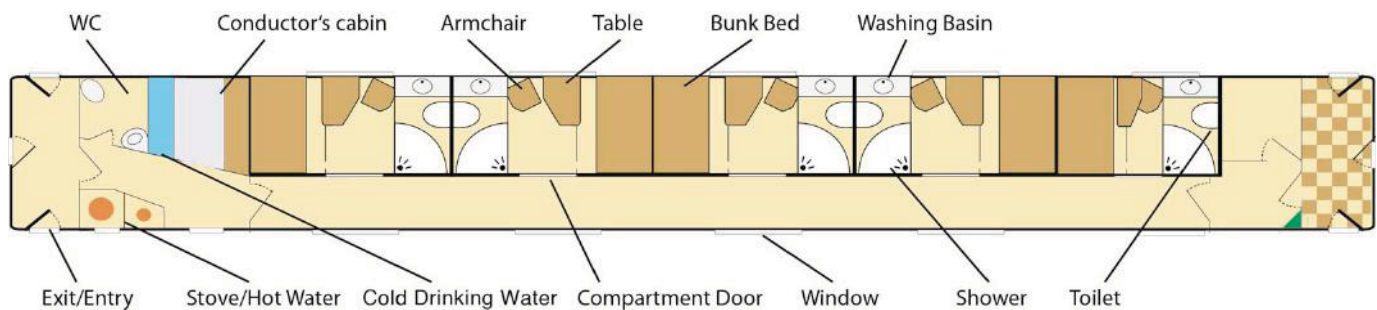 WC
Conductor‘s cabin
Armchair
Table
Bunk Bed
Washing Basin
Exit/Entry
Stove/Hot Water
Cold Drinking Water
Compartment Door
Window
Shower
Toilet